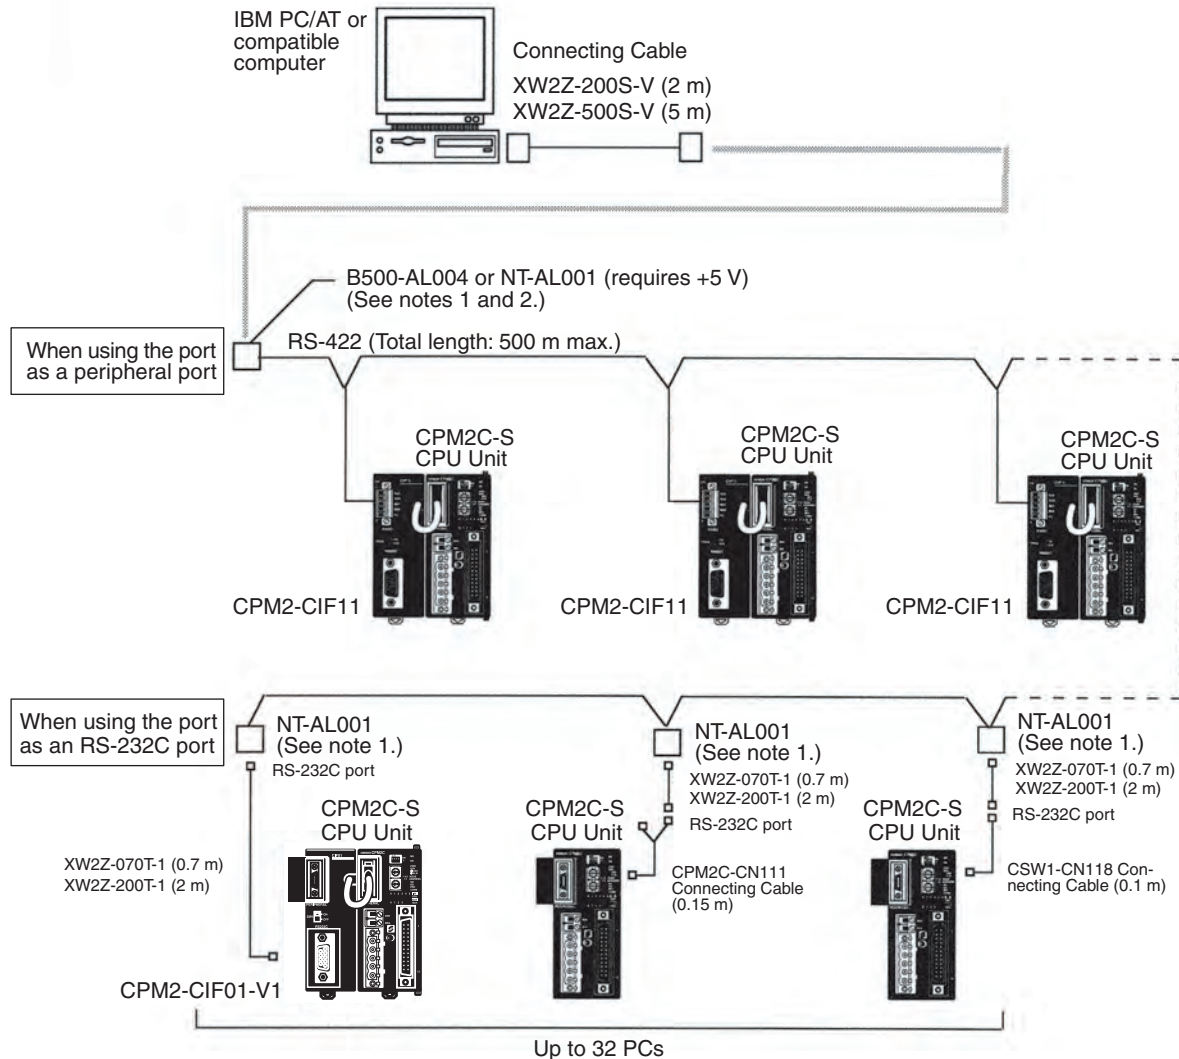 IBM PC/AT or
compatible
computer
Connecting Cable
XW2Z-200S-V (2 m)
XW2Z-500S-V (5 m)
B500-AL004 or NT-AL001 (requires +5 V)
(See notes 1 and 2.)
When using the port
as a peripheral port
RS-422 (Total length: 500 m max.)
CPM2C-S
CPU Unit
CPM2-CIF11
CPM2C-S
CPU Unit
CPM2-CIF11
CPM2C-S
CPU Unit
CPM2-CIF11
When using the port
as an RS-232C port
NT-AL001
(See note 1.)
RS-232C port
CPM2C-S
CPU Unit
XW2Z-070T-1 (0.7 m)
XW2Z-200T-1 (2 m)
CPM2-CIF01-V1
NT-AL001
(See note 1.)
XW2Z-070T-1 (0.7 m)
XW2Z-200T-1 (2 m)
RS-232C port
CPM2C-S
CPU Unit
CPM2C-CN111
Connecting Cable
(0.15 m)
NT-AL001
(See note 1.)
XW2Z-070T-1 (0.7 m)
XW2Z-200T-1 (2 m)
RS-232C port
CPM2C-S
CPU Unit
CSW1-CN118 Con-
necting Cable (0.1 m)
Up to 32 PCs